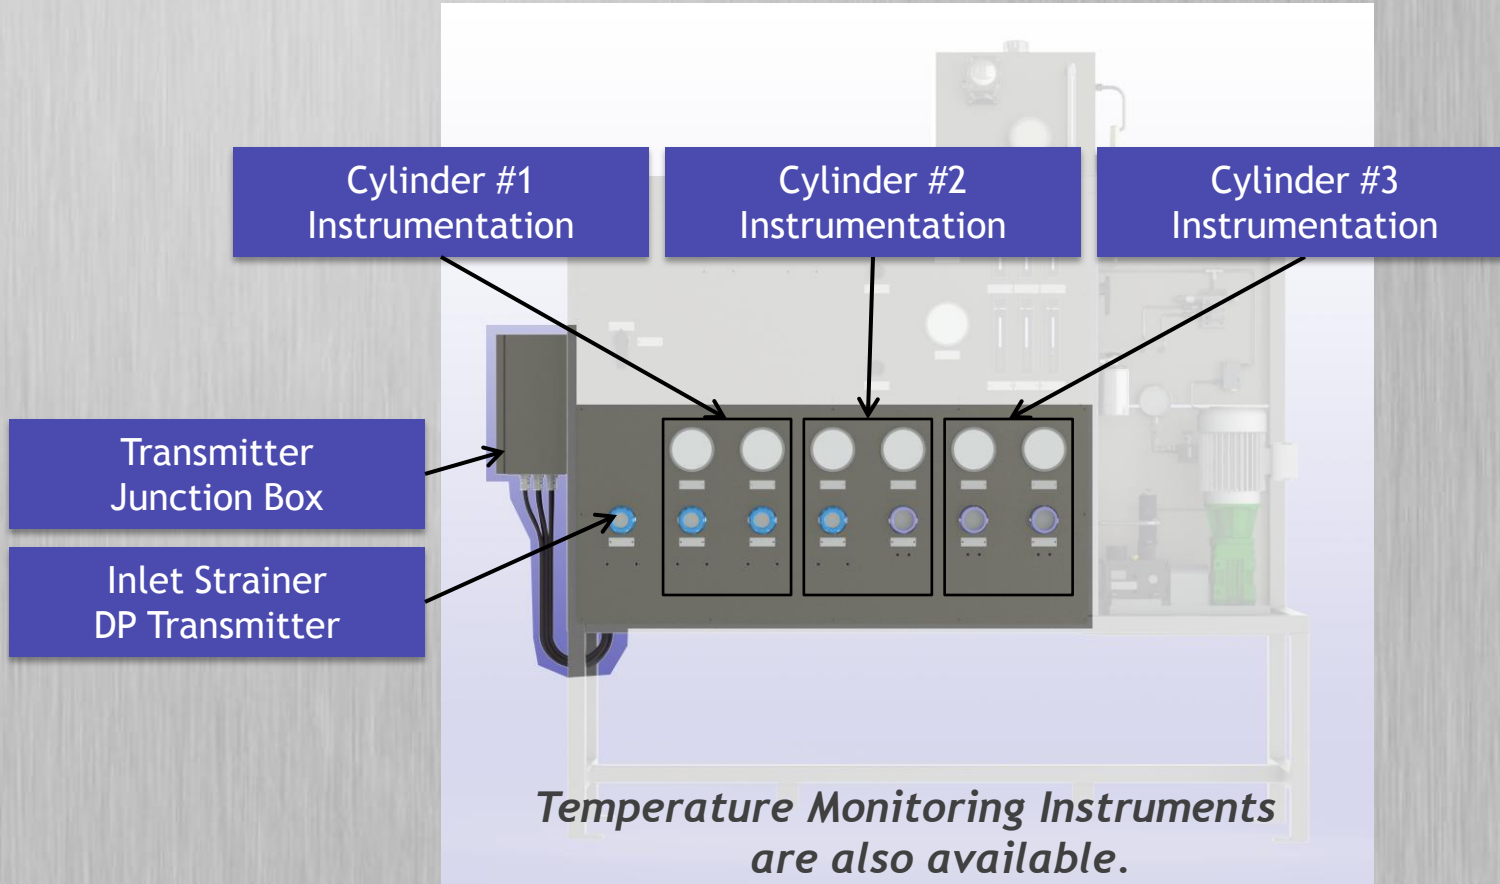 Cylinder #1
Instrumentation
Cylinder #2
Instrumentation
Cylinder #3
Instrumentation
Transmitter
Junction Box
Inlet Strainer
DP Transmitter
Temperature Monitoring Instruments
are also available.